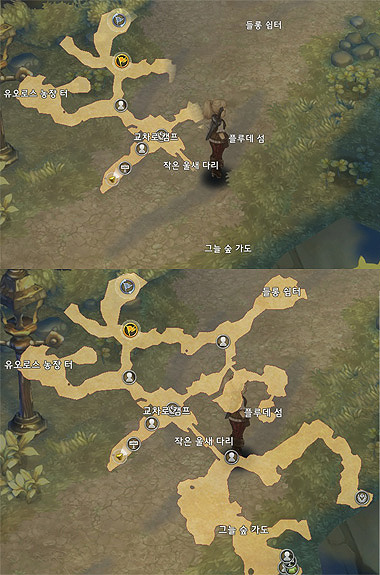 들롱 쉼터
유오로스 농장 터
교차로 캠프
플루데 섬
작은 울새 다리
그늘 숲 가도
들롱 쉼터
유오로스 농장 터
교차로 캠프
플루데 섬
작은 울새 다리
그늘 숲 가도